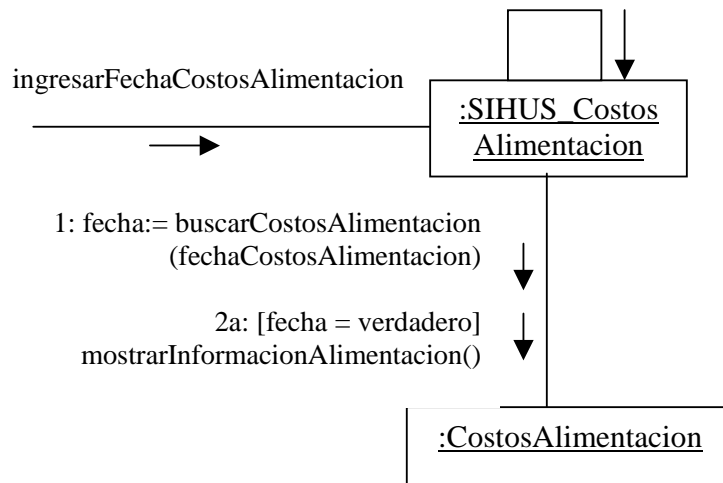 ingresarFechaCostosAlimentacion
:SIHUS_Costos
Alimentacion
1: fecha:= buscarCostosAlimentacion
(fechaCostosAlimentacion)
2a: [fecha = verdadero]
mostrarInformacionAlimentacion()
:CostosAlimentacion